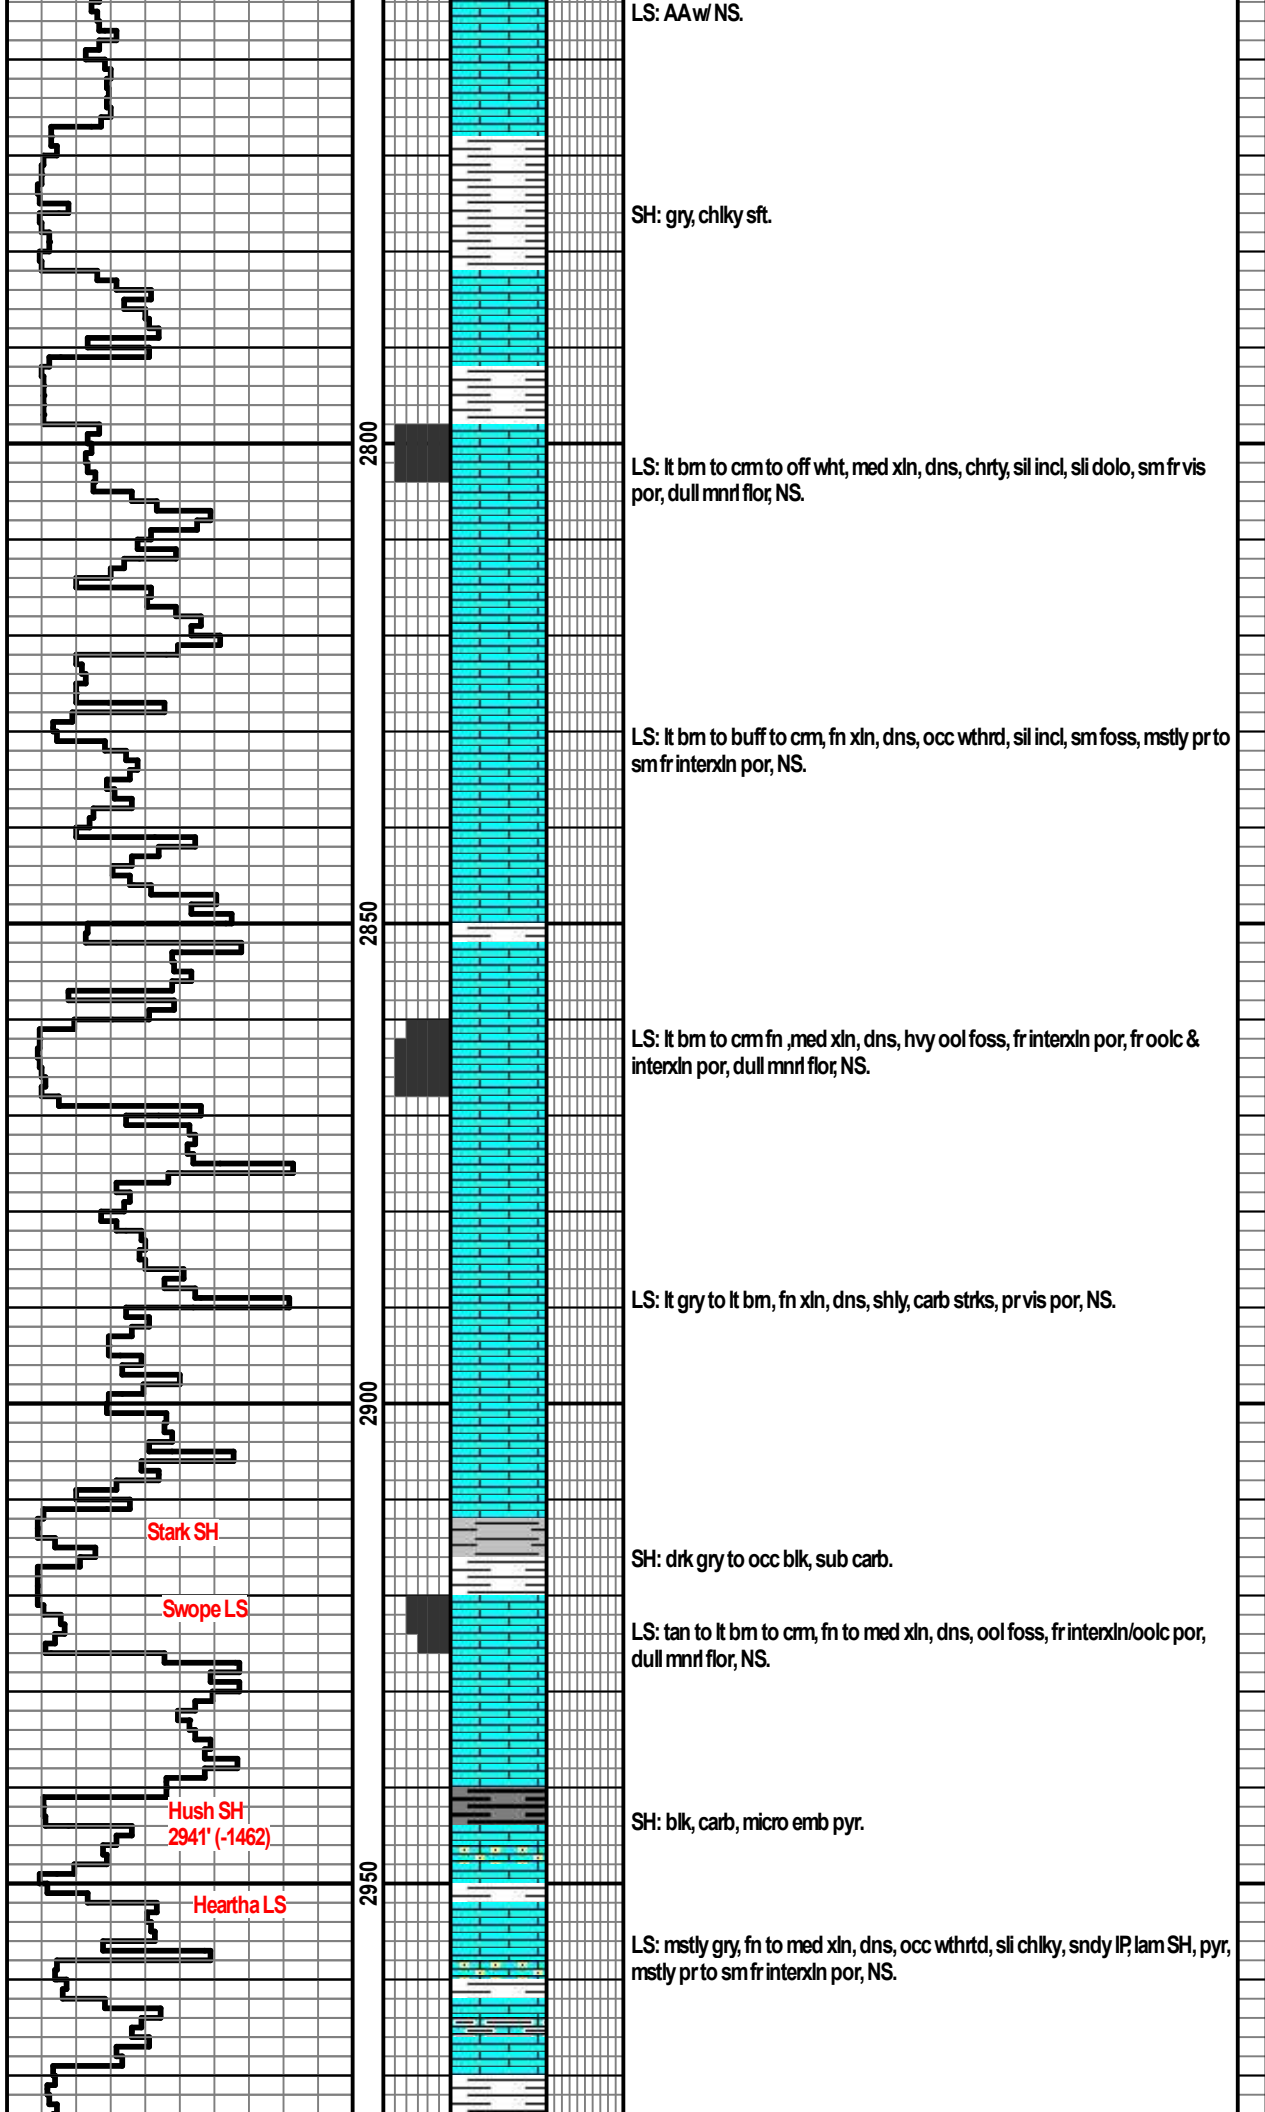 LS: AA w/ NS.
SH: gry, chlky sft.
2800
LS: lt brn to crm to off wht, med xln, dns, chrty, sil incl, sli dolo, sm fr vis
por, dull mnrl flor, NS.
LS: lt brn to buff to crm, fn xln, dns, occ wthrd, sil incl, sm foss, mstly pr to
sm fr interxln por, NS.
2850
LS: lt brn to crm fn ,med xln, dns, hvy ool foss, fr interxln por, fr oolc &
interxln por, dull mnrl flor, NS.
LS: lt gry to lt brn, fn xln, dns, shly, carb strks, pr vis por, NS.
2900
Stark SH
SH: drk gry to occ blk, sub carb.
Swope LS
LS: tan to lt brn to crm, fn to med xln, dns, ool foss, fr interxln/oolc por,
dull mnrl flor, NS.
Hush SH
2941' (-1462)
SH: blk, carb, micro emb pyr.
2950
Heartha LS
LS: mstly gry, fn to med xln, dns, occ wthrtd, sli chlky, sndy IP, lam SH, pyr,
mstly pr to sm fr interxln por, NS.